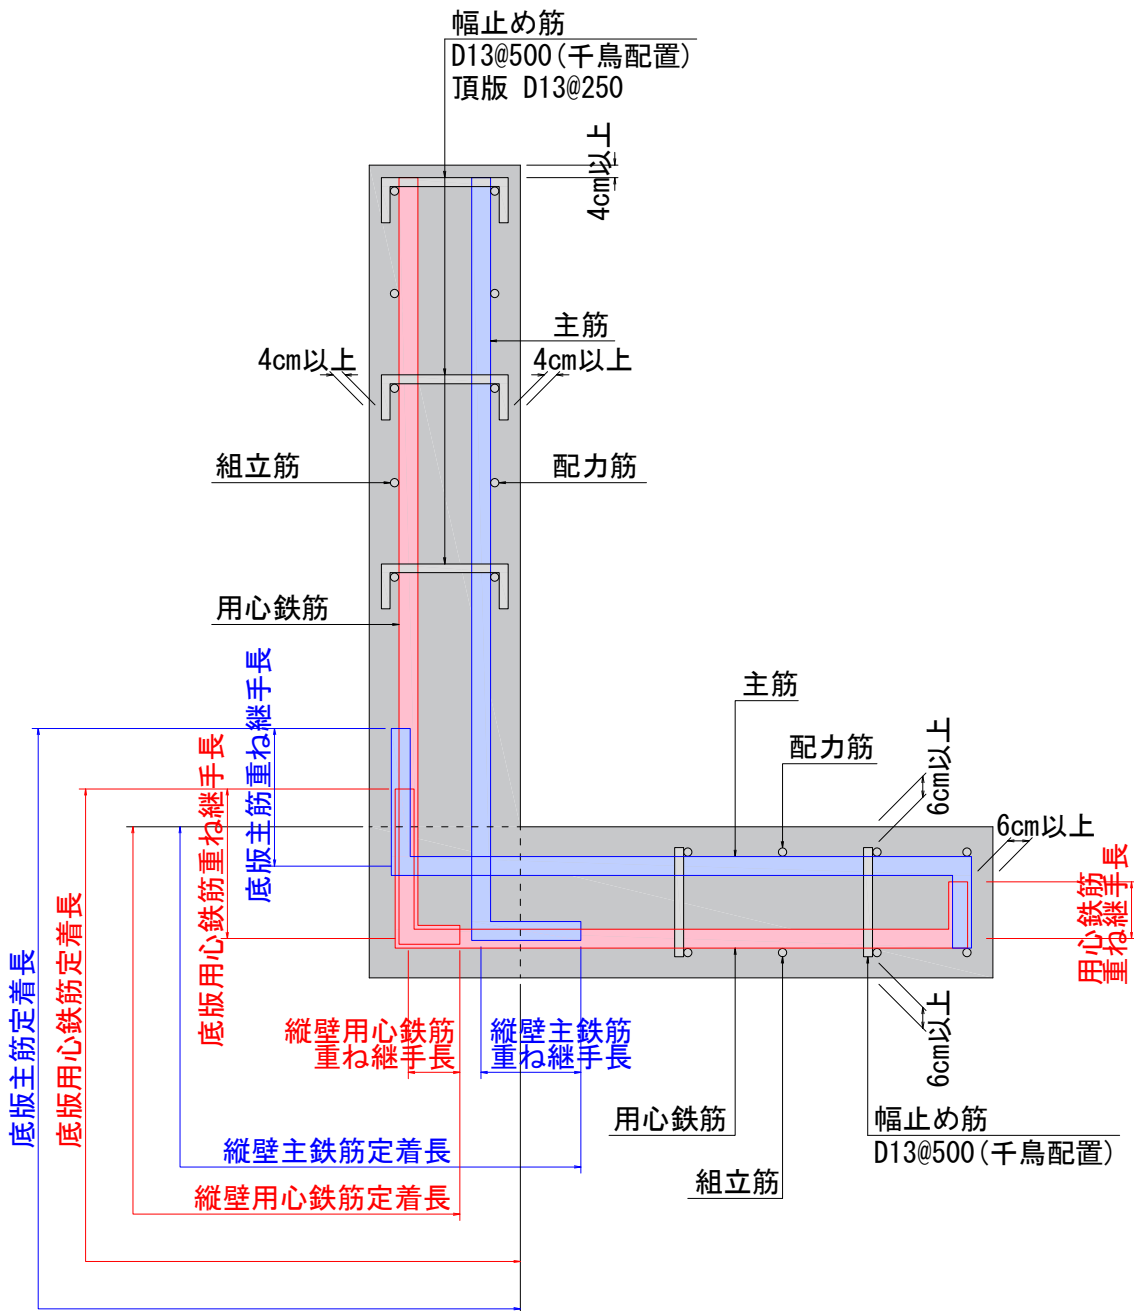 幅止め筋
D13@500(千鳥配置)
頂版 D13@250
4cm以上
主筋
4cm以上
4cm以上
組立筋
配力筋
用心鉄筋
底版主筋重ね継手長
主筋
底版用心鉄筋重ね継手長
配力筋
6cm以上
6cm以上
底版主筋定着長
底版用心鉄筋定着長
用心鉄筋
重ね継手長
縦壁用心鉄筋
重ね継手長
縦壁主鉄筋
重ね継手長
6cm以上
用心鉄筋
幅止め筋
D13@500(千鳥配置)
縦壁主鉄筋定着長
組立筋
縦壁用心鉄筋定着長